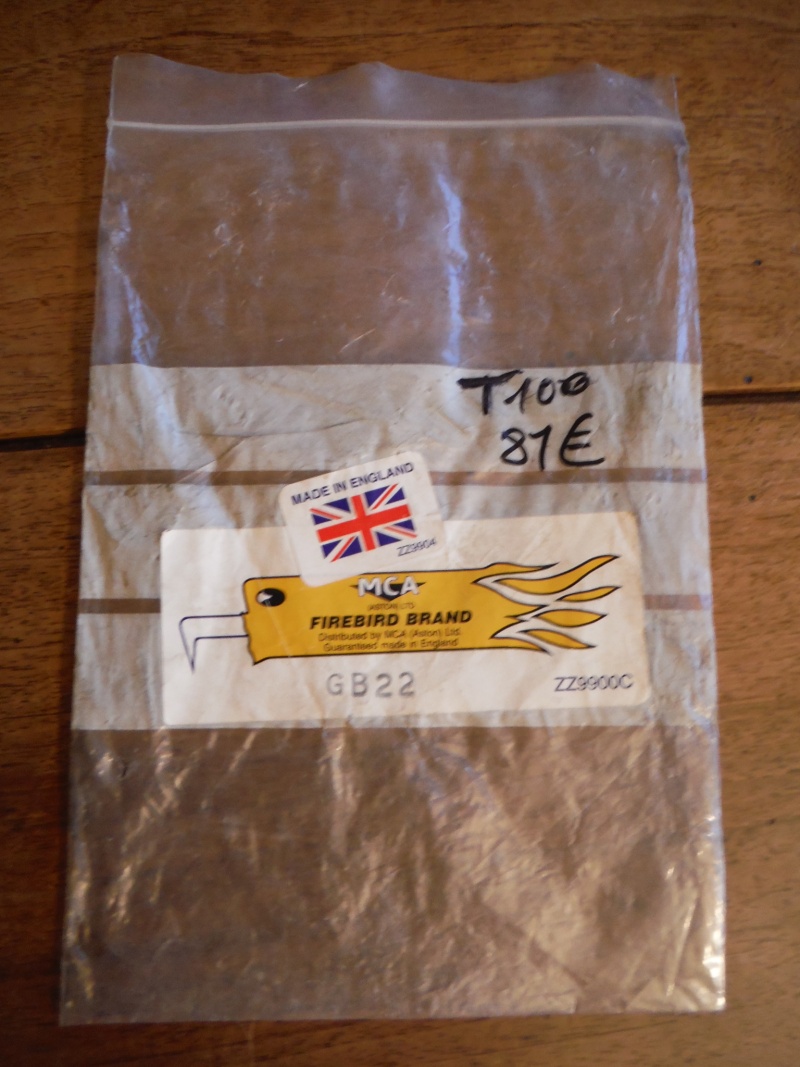 T100
81€
MADE IN ENGLAND
ZZ9904
MCA
(ASTON) LTD
FIREBIRD BRAND
Distributed by MCA (Aston) Ltd.
Guaranteed made in England
GB22
ZZ9900C